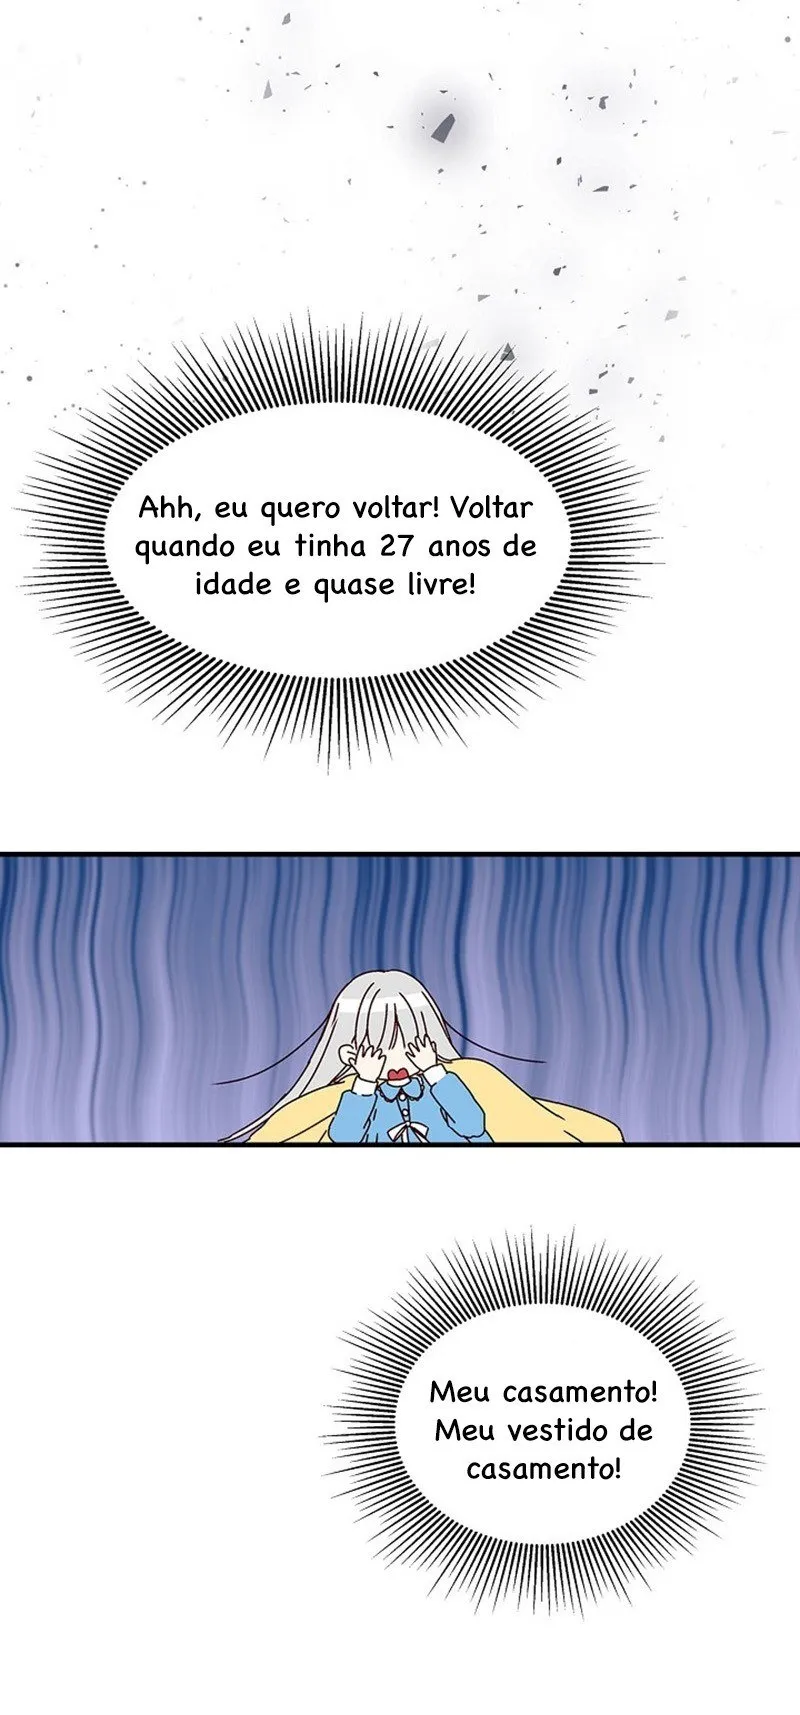 Ahh, eu quero voltar! Voltar
quando eu tinha 27 anos de
idade e quase livre!
Meu casamento!
Meu vestido de
casamento!